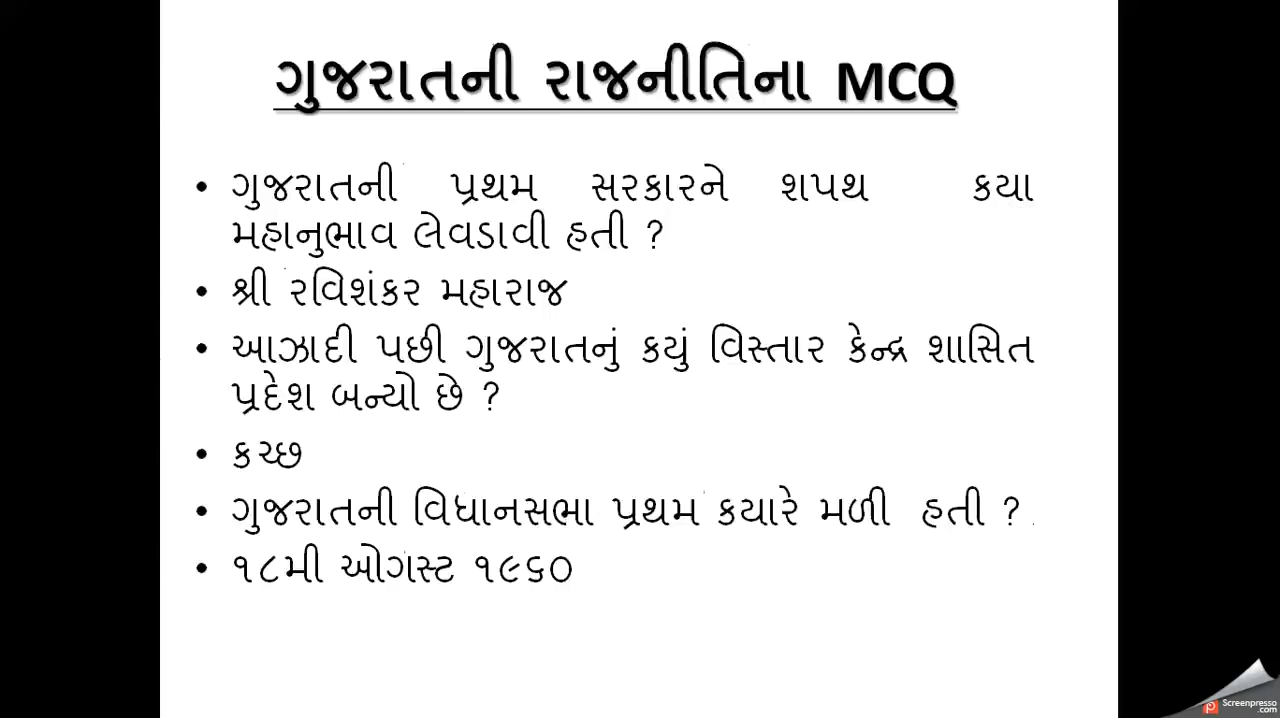 ગુજરાતની રાજનીતિના MCQ
• ગુજરાતની પ્રથમ સરકારને શપથ કયા
મહાનુભાવ લેવડાવી હતી ?
• શ્રી રવિશંકર મહારાજ
• આઝાદી પછી ગુજરાતનું કયું વિસ્તાર કેન્દ્ર શાસિત
પ્રદેશ બન્યો છે ?
• કચ્છ
• ગુજરાતની વિધાનસભા પ્રથમ કયારે મળી હતી ?
• ૧૮મી ઓગસ્ટ ૧૯૬૦
Screenpresso
.com